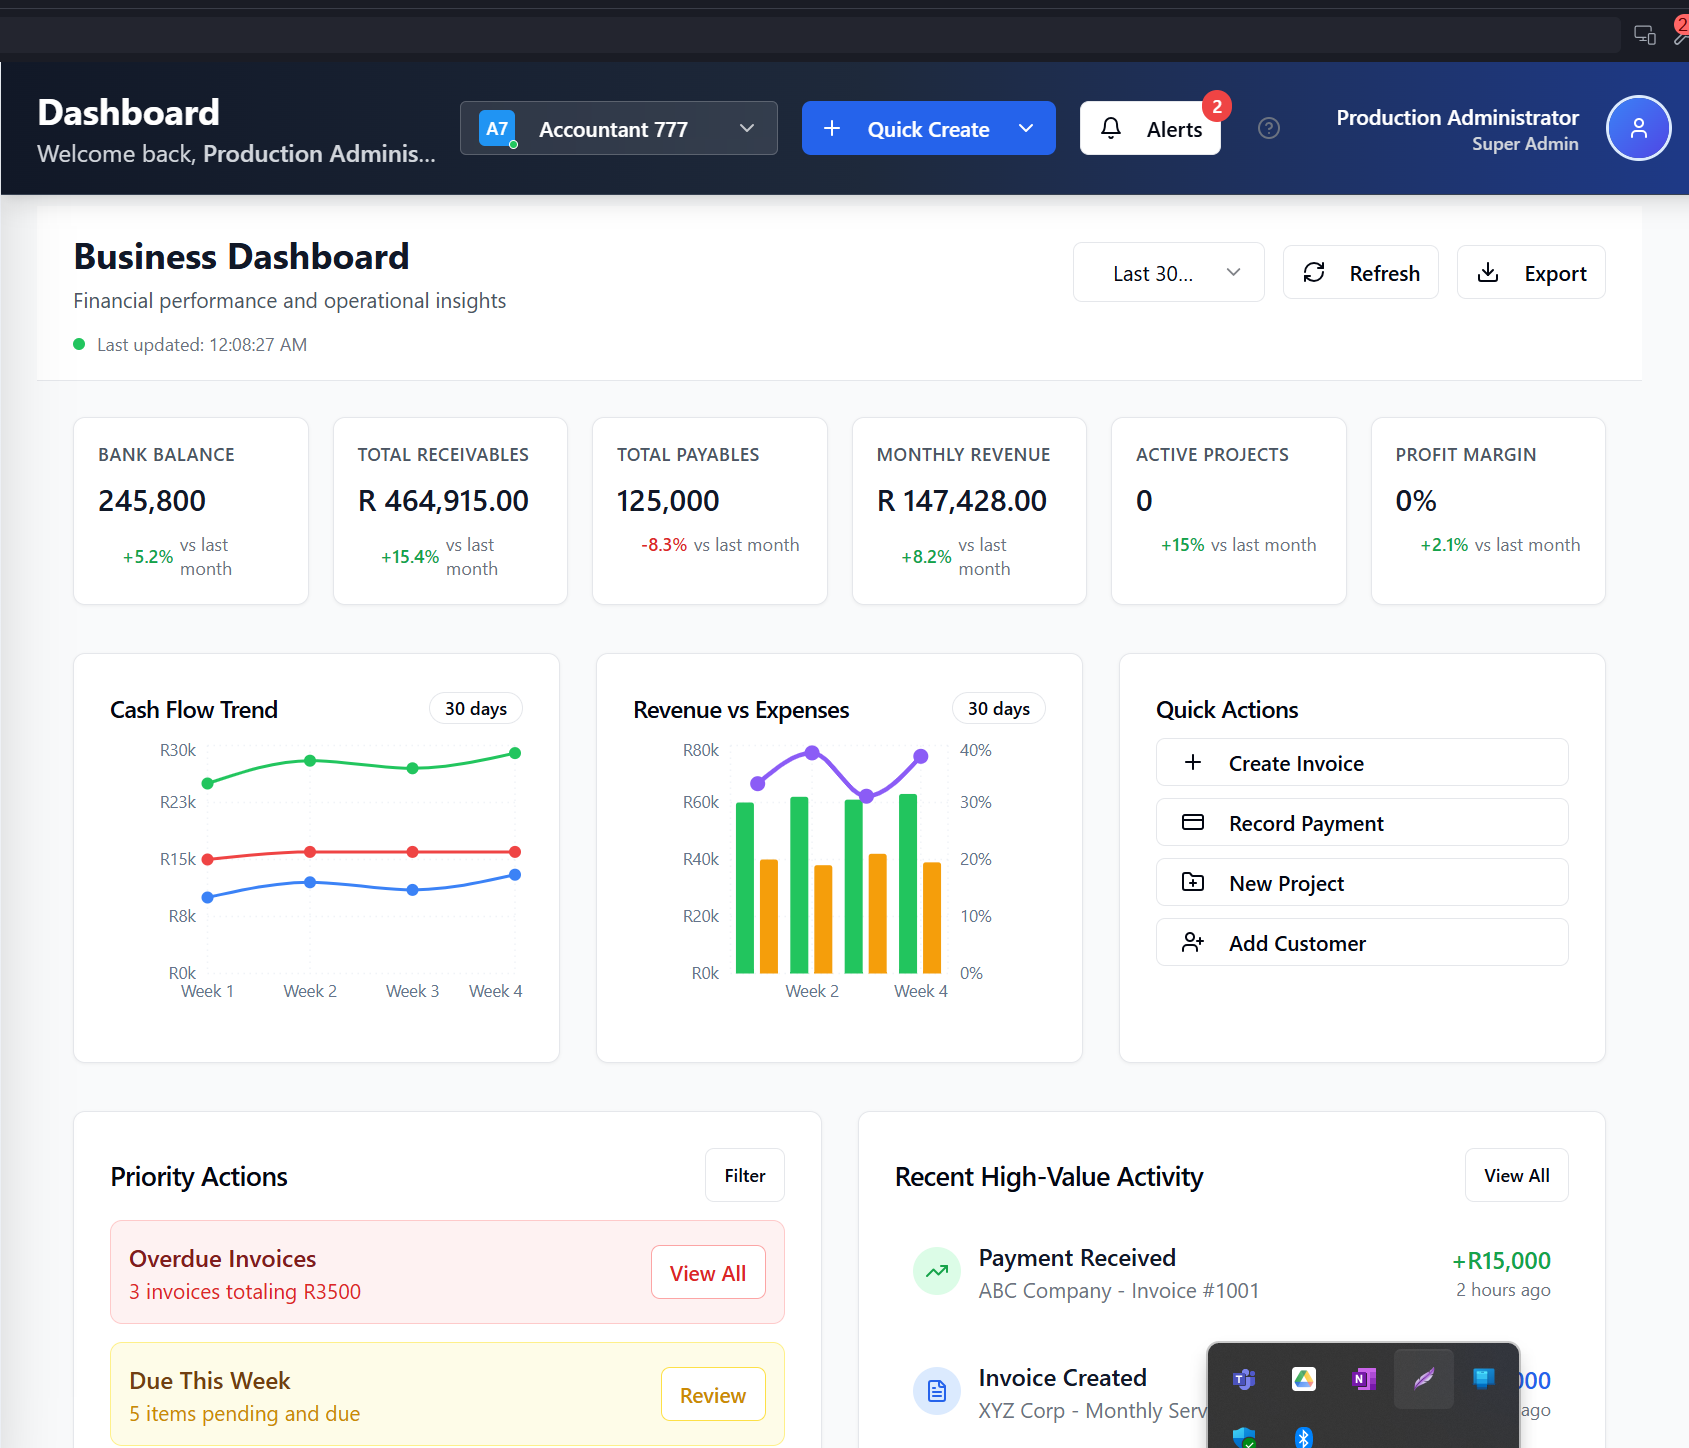 2
Dashboard
Welcome back, Production Adminis...
A7
Accountant 777
Quick Create
Alerts
2
Production Administrator
Super Admin
Business Dashboard
Financial performance and operational insights
Last updated: 12:08:27 AM
Last 30...
Refresh
Export
BANK BALANCE
245,800
+5.2% vs last
month
TOTAL RECEIVABLES
R 464,915.00
+15.4% vs last
month
TOTAL PAYABLES
125,000
-8.3% vs last month
MONTHLY REVENUE
R 147,428.00
+8.2% vs last
month
ACTIVE PROJECTS
0
+15% vs last month
PROFIT MARGIN
0%
+2.1% vs last month
Cash Flow Trend
30 days
R30k
R23k
R15k
R8k
R0k
Week 1 Week 2 Week 3 Week 4
Revenue vs Expenses
30 days
R80k
R60k
R40k
R20k
R0k
40%
30%
20%
10%
0%
Week 2 Week 4
Quick Actions
Create Invoice
Record Payment
New Project
Add Customer
Priority Actions
Filter
Overdue Invoices
3 invoices totaling R3500
View All
Due This Week
5 items pending and due
Review
Recent High-Value Activity
View All
Payment Received
ABC Company - Invoice #1001
+R15,000
2 hours ago
Invoice Created
XYZ Corp - Monthly Serv
000
ago